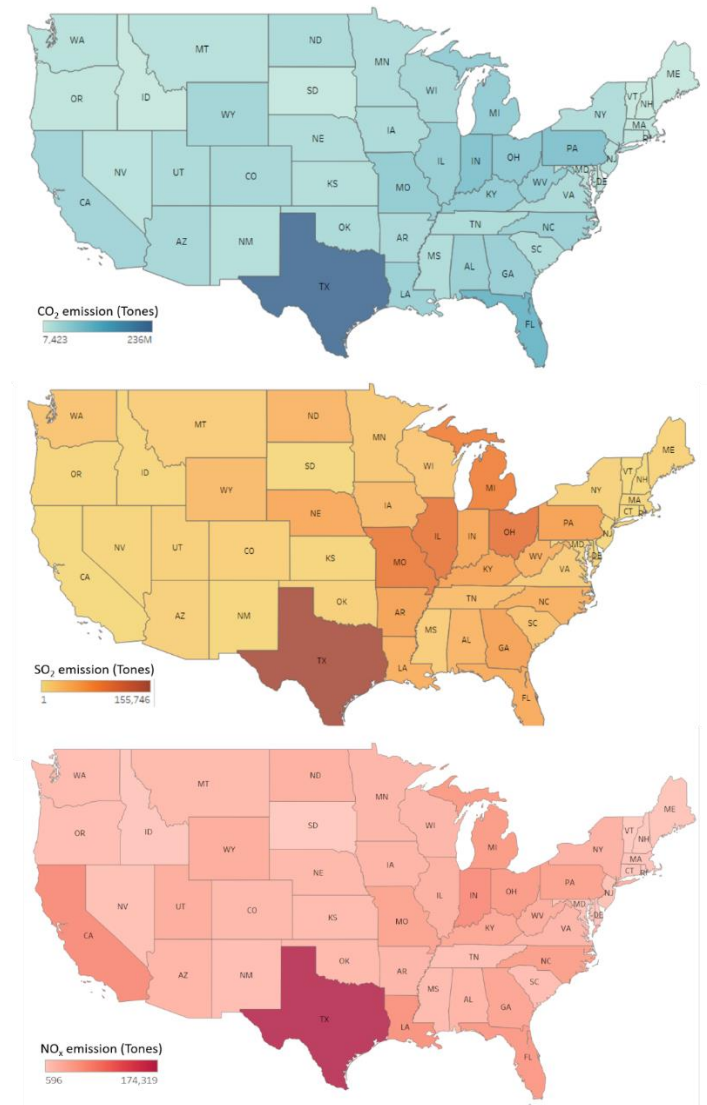 WA
MT
ND
MN
ME
OR
ID
SD
WI
MI
VT
NH
NY
MA
WY
IA
NE
PA
NJ
NV
UT
CO
IL
IN
OH
MD
DE
CA
KS
MO
WV
VA
KY
AZ
NM
OK
TN
NC
AR
SC
MS
AL
GA
TX
LA
FL
CO₂ emission (Tones)
7,423 236M
WA
MT
ND
MN
ME
OR
ID
SD
WI
MI
VT
NH
NY
MA
CT
WY
IA
NE
PA
NJ
NV
UT
CO
IL
IN
OH
MD
DE
CA
KS
MO
WV
VA
KY
AZ
NM
OK
TN
NC
AR
SC
MS
AL
GA
TX
LA
FL
SO₂ emission (Tones)
1 155,746
WA
MT
ND
MN
ME
OR
ID
SD
WI
MI
VT
NH
NY
MA
CT
WY
IA
NE
PA
NJ
NV
UT
CO
IL
IN
OH
MD
DE
CA
KS
MO
WV
VA
KY
AZ
NM
OK
TN
NC
AR
SC
MS
AL
GA
TX
LA
FL
NOₓ emission (Tones)
596 174,319